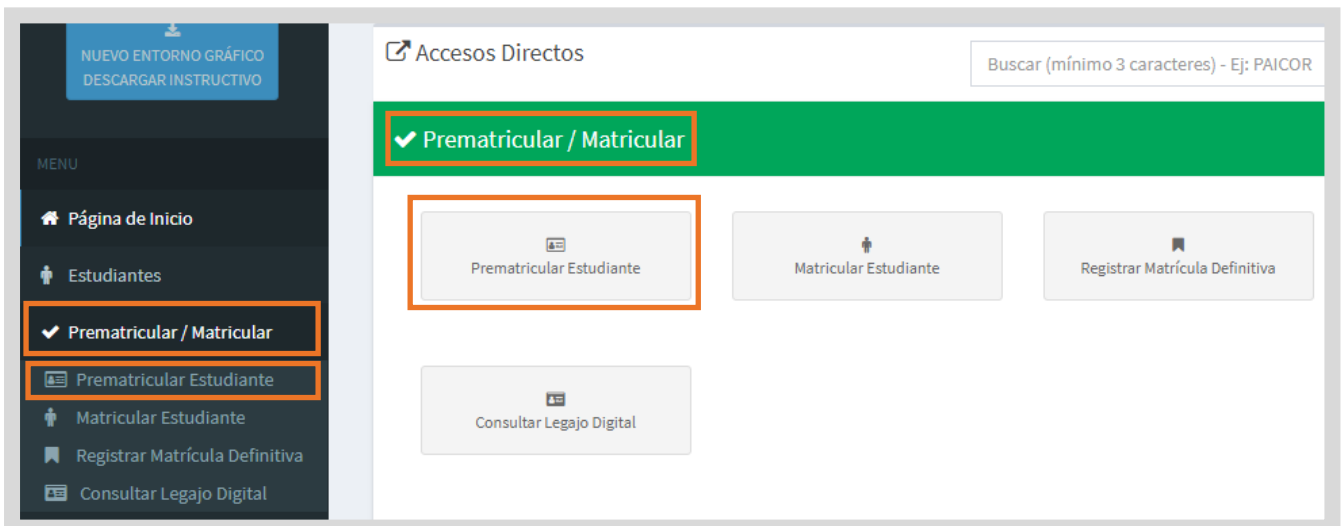 NUEVO ENTORNO GRÁFICO
DESCARGAR INSTRUCTIVO
MENU
Página de Inicio
Estudiantes
Prematricular / Matricular
Prematricular Estudiante
Matricular Estudiante
Registrar Matrícula Definitiva
Consultar Legajo Digital
Accesos Directos
Buscar (mínimo 3 caracteres) - Ej: PAICOR
Prematricular / Matricular
Prematricular Estudiante
Matricular Estudiante
Registrar Matrícula Definitiva
Consultar Legajo Digital